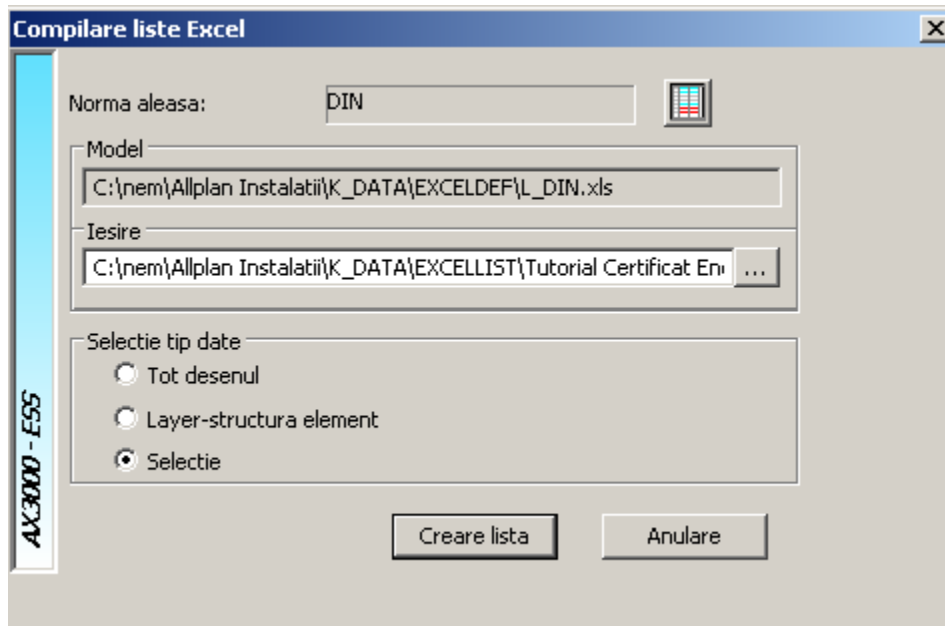 Compilare liste Excel
Norma aleasa:
DIN
Model
C:\nem\Allplan Instalatii\K_DATA\EXCELDEF\L_DIN.xls
Iesire
C:\nem\Allplan Instalatii\K_DATA\EXCELLIST\Tutorial Certificat En
...
Selectie tip date
Tot desenul
Layer-structura element
Selectie
AX3000 - ESS
Creare lista
Anulare